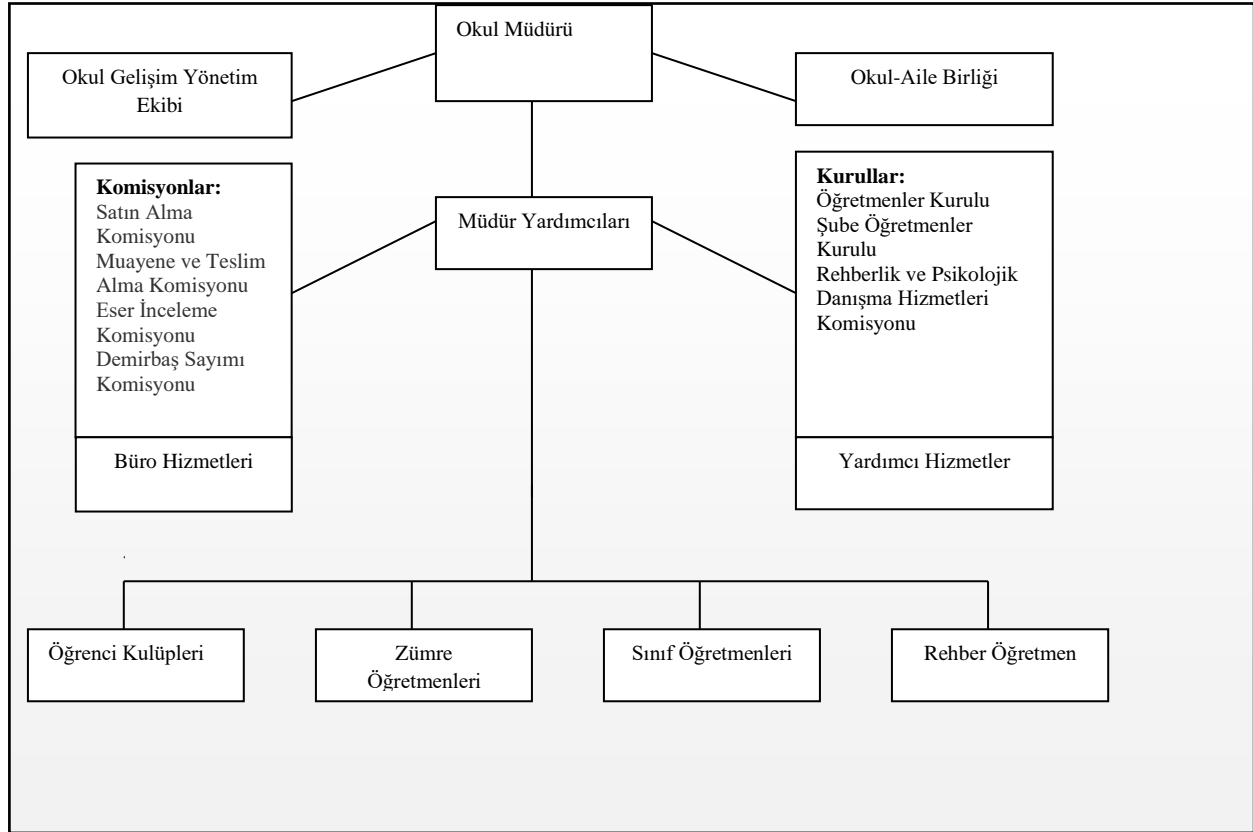 Okul Müdürü
Okul Gelişim Yönetim
Ekibi
Okul-Aile Birliği
Komisyonlar:
Satın Alma
Komisyonu
Muayene ve Teslim
Alma Komisyonu
Eser İnceleme
Komisyonu
Demirbaş Sayımı
Komisyonu
Müdür Yardımcıları
Kurullar:
Öğretmenler Kurulu
Şube Öğretmenler
Kurulu
Rehberlik ve Psikolojik
Danışma Hizmetleri
Komisyonu
Büro Hizmetleri
Yardımcı Hizmetler
Öğrenci Kulüpleri
Zümre
Öğretmenleri
Sınıf Öğretmenleri
Rehber Öğretmen